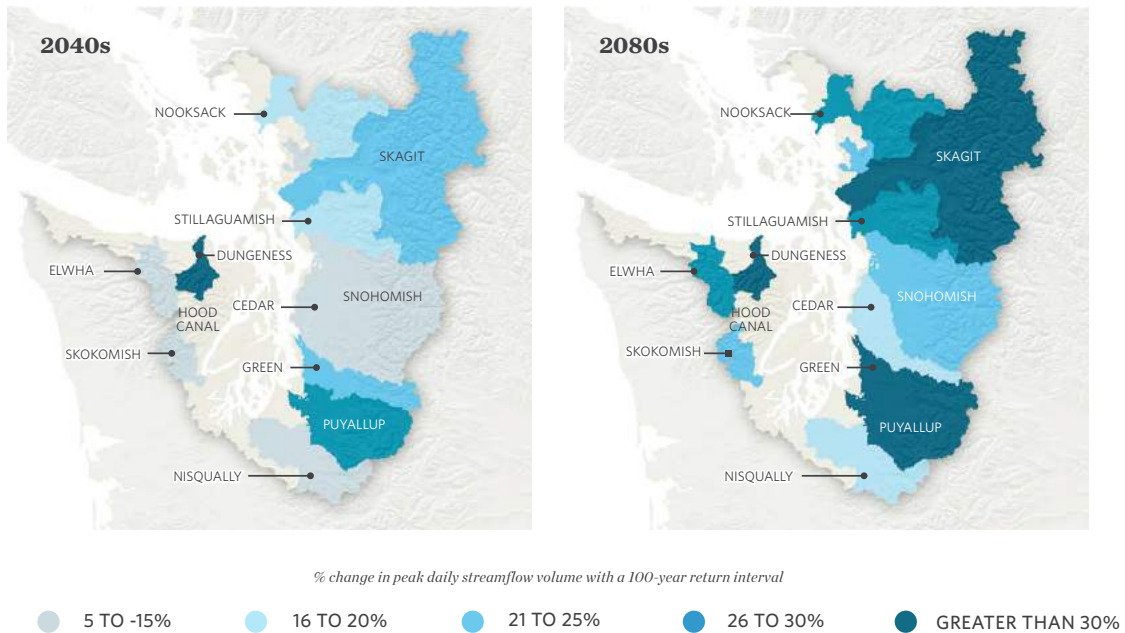 2040s
NOOKSACK
SKAGIT
STILLAGUAMISH
DUNGENESS
ELWHA
CEDAR
SNOHOMISH
HOOD
CANAL
SKOKOMISH
GREEN
PUYALLUP
NISQUALLY
2080s
NOOKSACK
SKAGIT
STILLAGUAMISH
DUNGENESS
ELWHA
CEDAR
SNOHOMISH
HOOD
CANAL
SKOKOMISH
GREEN
PUYALLUP
NISQUALLY
% change in peak daily streamflow volume with a 100-year return interval
5 TO -15%
16 TO 20%
21 TO 25%
26 TO 30%
GREATER THAN 30%